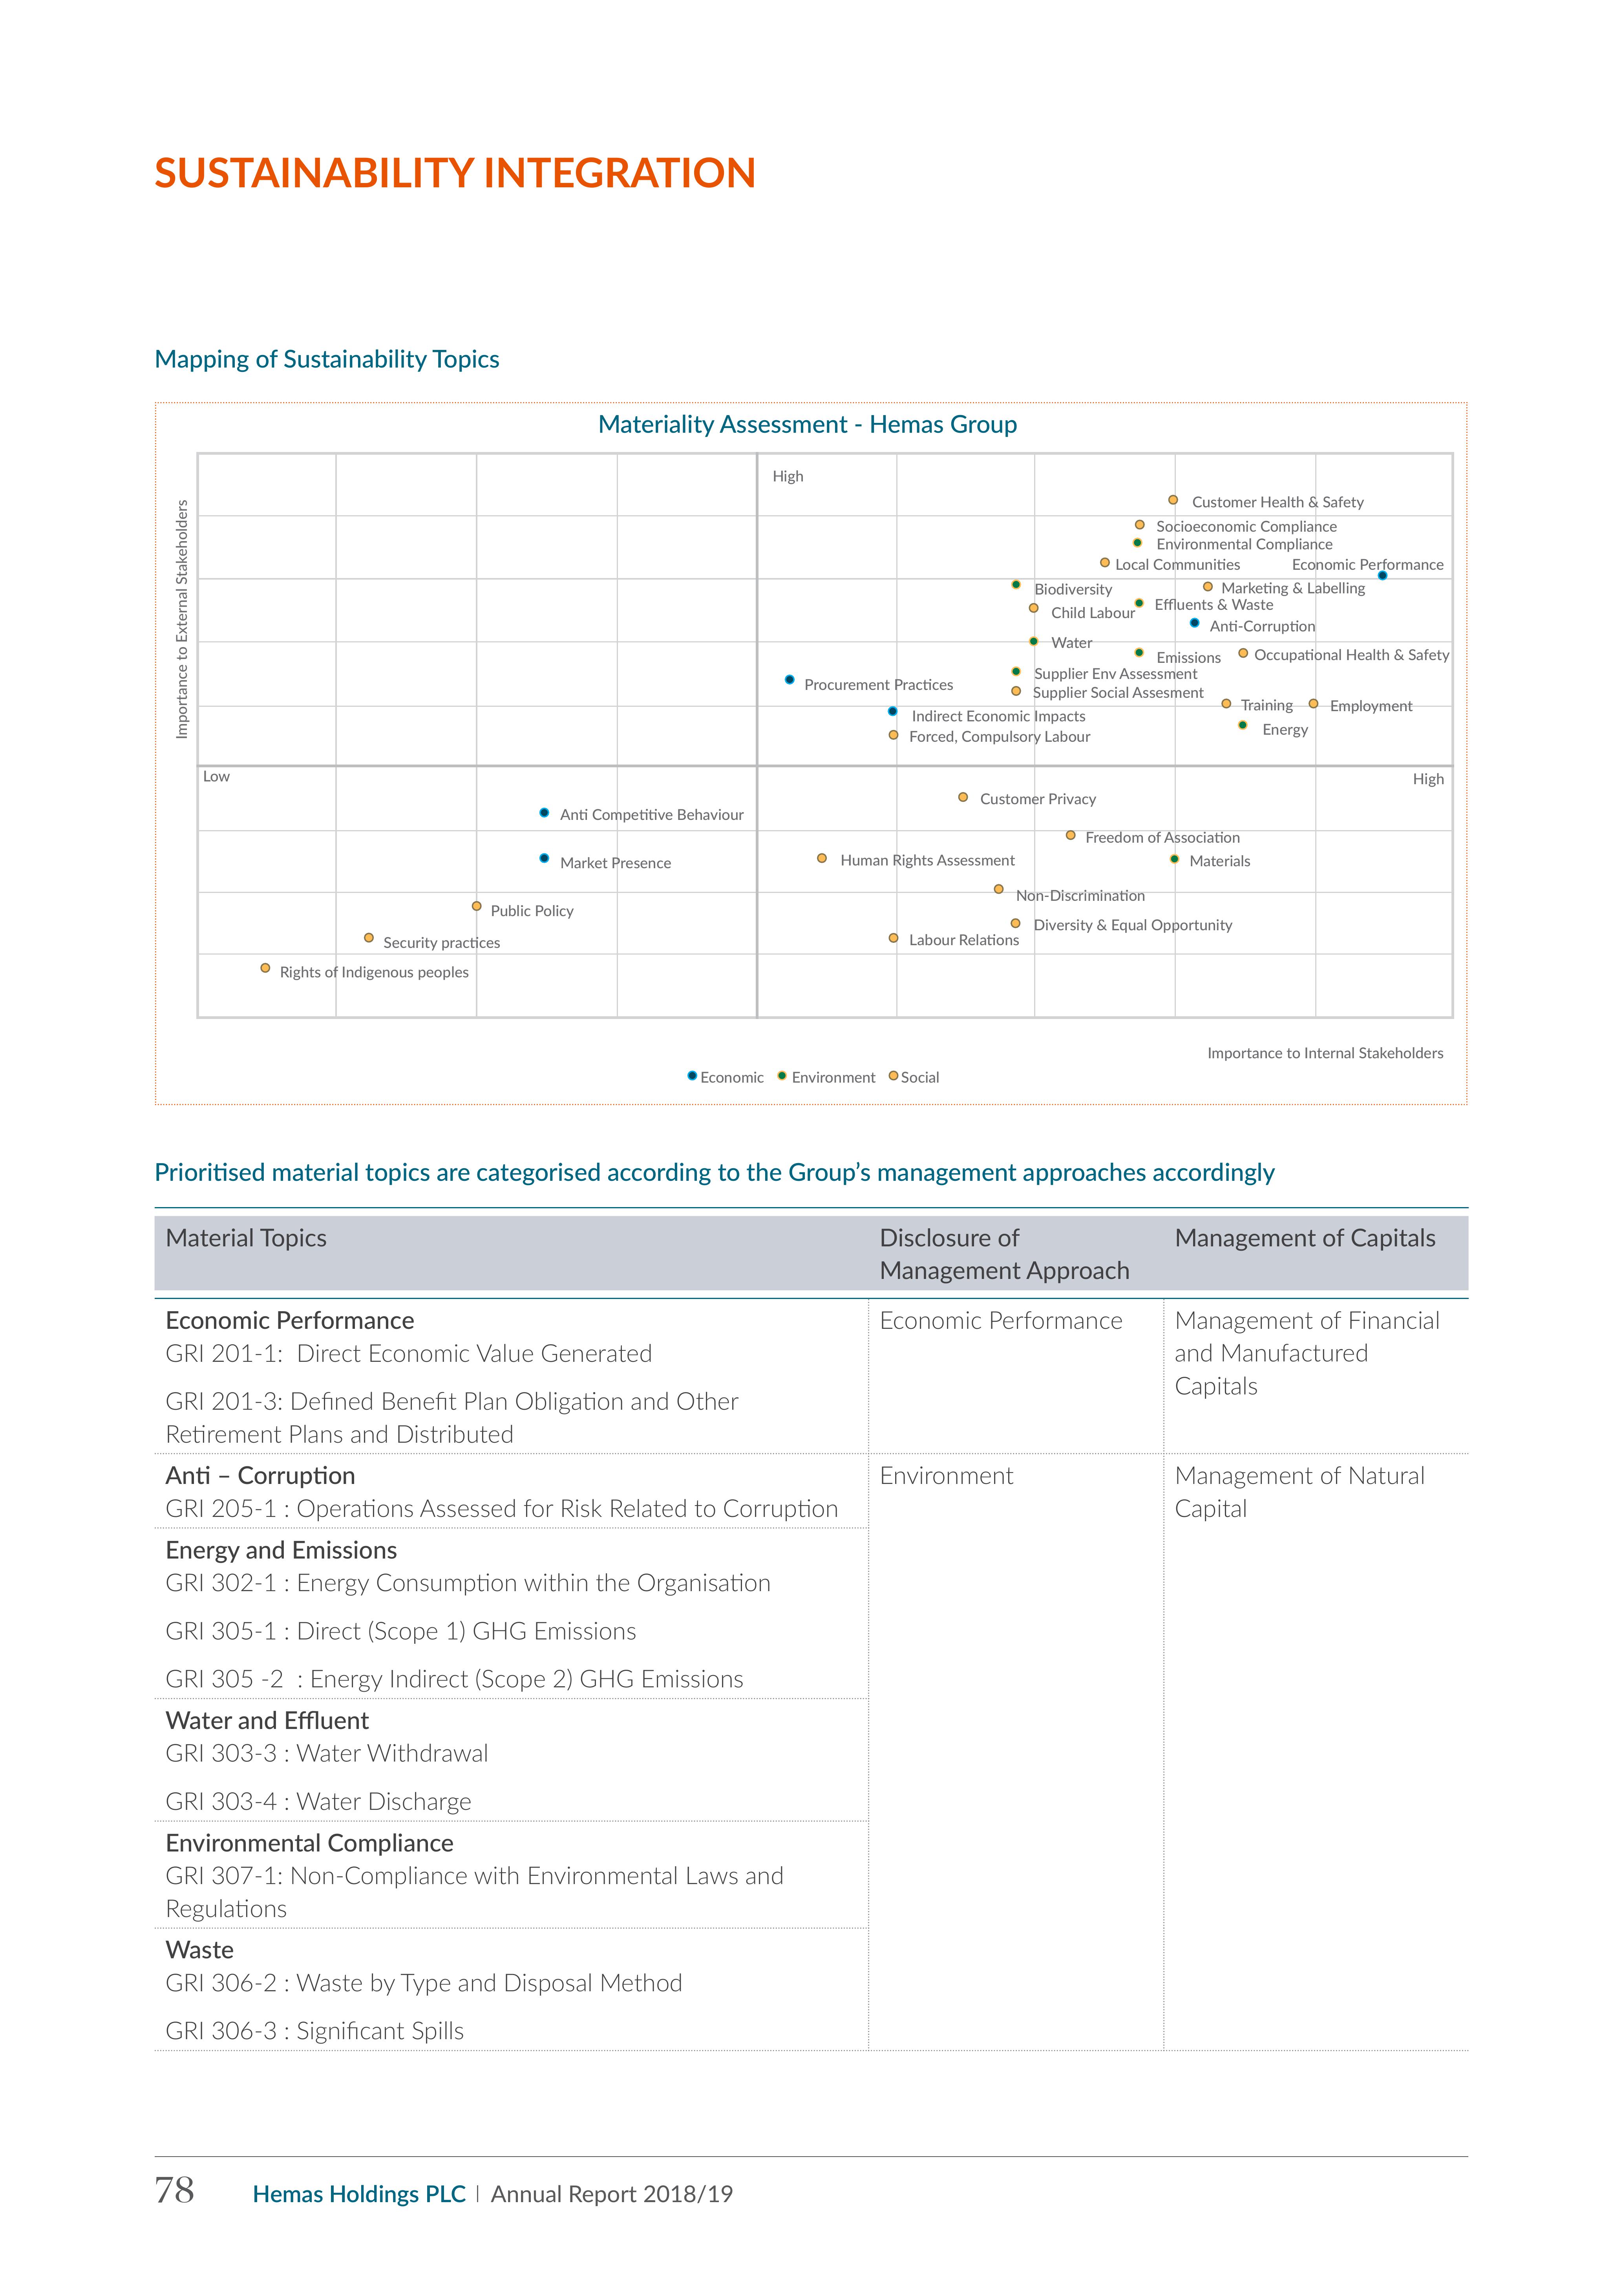 SUSTAINABILITY INTEGRATION
Mapping of Sustainability Topics
Materiality Assessment - Hemas Group
Importance to External Stakeholders
High
Customer Health & Safety
Socioeconomic Compliance
Environmental Compliance
Local Communities
Economic Performance
Biodiversity
Marketing & Labelling
Effluents & Waste
Child Labour
Anti-Corruption
Water
Emissions
Occupational Health & Safety
Supplier Env Assessment
Procurement Practices
Supplier Social Assesment
Training
Employment
Indirect Economic Impacts
Energy
Forced, Compulsory Labour
Low
High
Customer Privacy
Anti Competitive Behaviour
Freedom of Association
Market Presence
Human Rights Assessment
Materials
Non-Discrimination
Public Policy
Diversity & Equal Opportunity
Security practices
Labour Relations
Rights of Indigenous peoples
Importance to Internal Stakeholders
Economic
Environment
Social
Prioritised material topics are categorised according to the Group's management approaches accordingly
Material Topics
Disclosure of
Management Approach
Management of Capitals
Economic Performance
GRI 201-1: Direct Economic Value Generated
GRI 201-3: Defined Benefit Plan Obligation and Other
Retirement Plans and Distributed
Economic Performance
Management of Financial
and Manufactured
Capitals
Anti – Corruption
GRI 205-1 : Operations Assessed for Risk Related to Corruption
Environment
Management of Natural
Capital
Energy and Emissions
GRI 302-1 : Energy Consumption within the Organisation
GRI 305-1 : Direct (Scope 1) GHG Emissions
GRI 305 -2 : Energy Indirect (Scope 2) GHG Emissions
Water and Effluent
GRI 303-3 : Water Withdrawal
GRI 303-4 : Water Discharge
Environmental Compliance
GRI 307-1: Non-Compliance with Environmental Laws and
Regulations
Waste
GRI 306-2 : Waste by Type and Disposal Method
GRI 306-3 : Significant Spills
78 Hemas Holdings PLC | Annual Report 2018/19